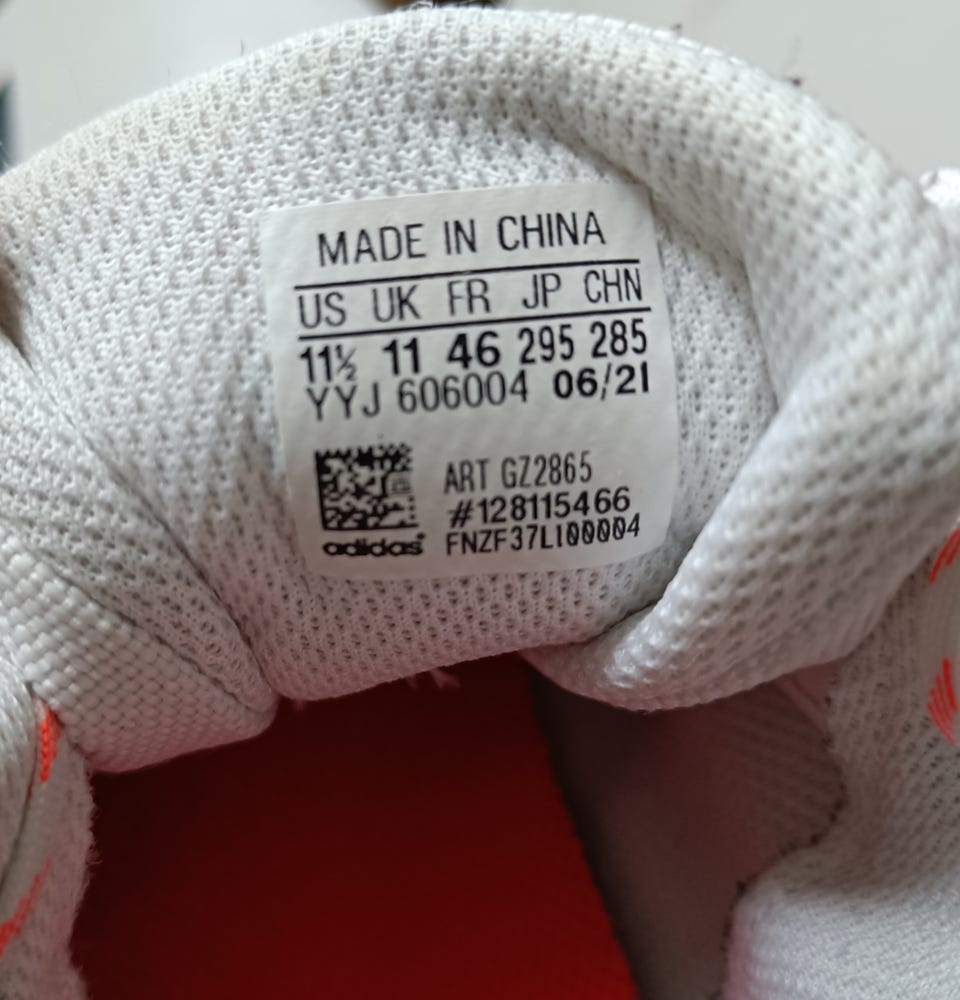 MADE IN CHINA
US UK FR JP CHN
11½ 11 46 295 285
YYJ 606004 06/21
ART GZ2865
#128115466
adidas FNZF37L100004